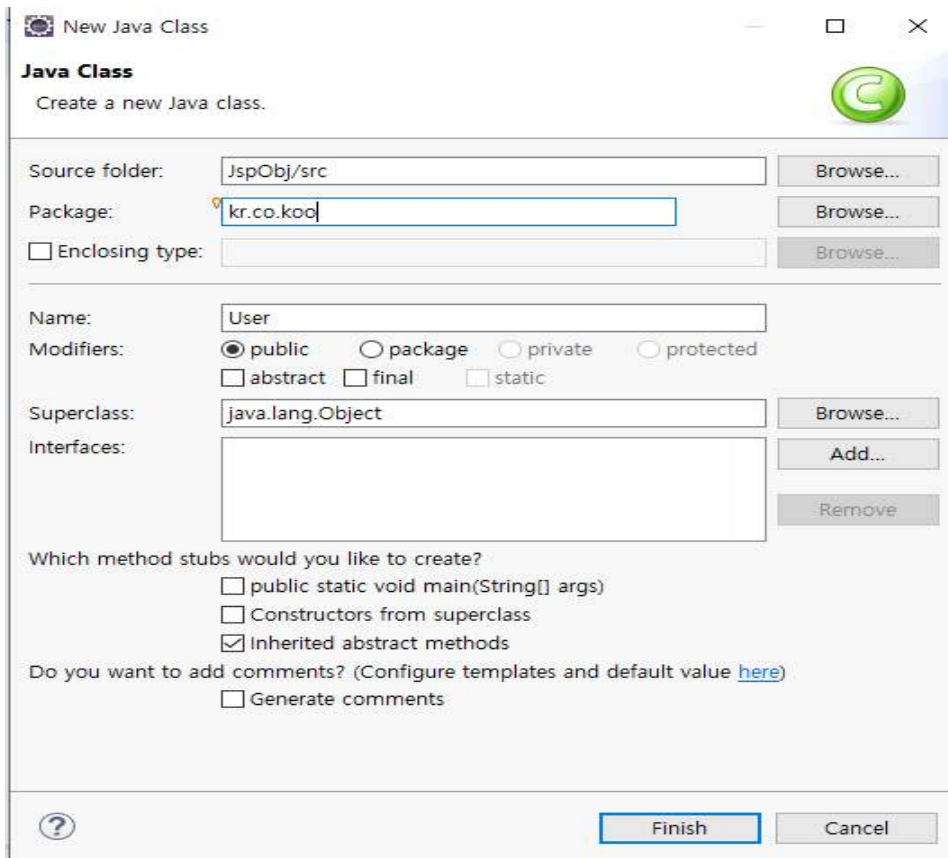 New Java Class
Java Class
Create a new Java class.
Source folder: JspObj/src Browse...
Package: kr.co.koo Browse...
Enclosing type: Browse...
Name: User
Modifiers: public package private protected
abstract final static
Superclass: java.lang.Object Browse...
Interfaces: Add...
Remove
Which method stubs would you like to create?
public static void main(String[] args)
Constructors from superclass
Inherited abstract methods
Do you want to add comments? (Configure templates and default value here)
Generate comments
? Finish Cancel